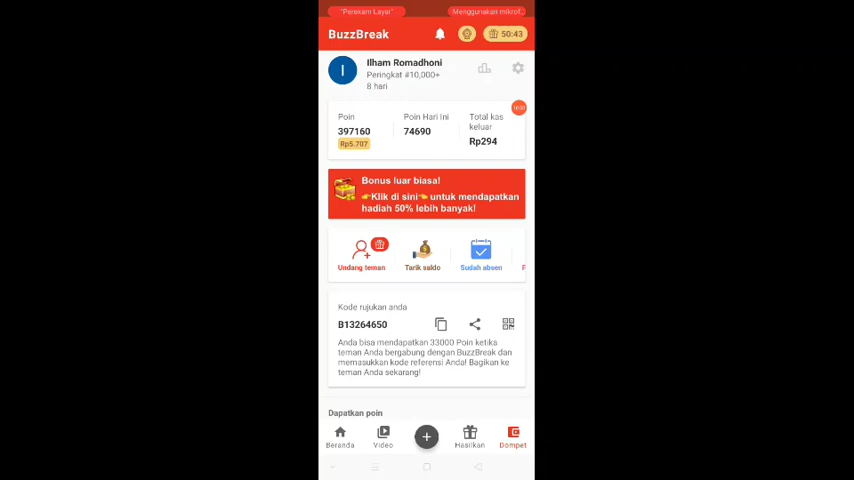 "Perekam Layar"
Menggunakan mikrof..
BuzzBreak
50:43
I
Ilham Romadhoni
Peringkat #10,000+
8 hari
Poin
Poin Hari Ini
Total kas keluar
397160
74690
Rp294
Rp5.707
Bonus luar biasa!
👉Klik di sini👈 untuk mendapatkan
hadiah 50% lebih banyak!
Undang teman
Tarik saldo
Sudah absen
Kode rujukan anda
B13264650
Anda bisa mendapatkan 33000 Poin ketika
teman Anda bergabung dengan BuzzBreak dan
memasukkan kode referensi Anda! Bagikan ke
teman Anda sekarang!
Dapatkan poin
Beranda
Video
Hasilkan
Dompet